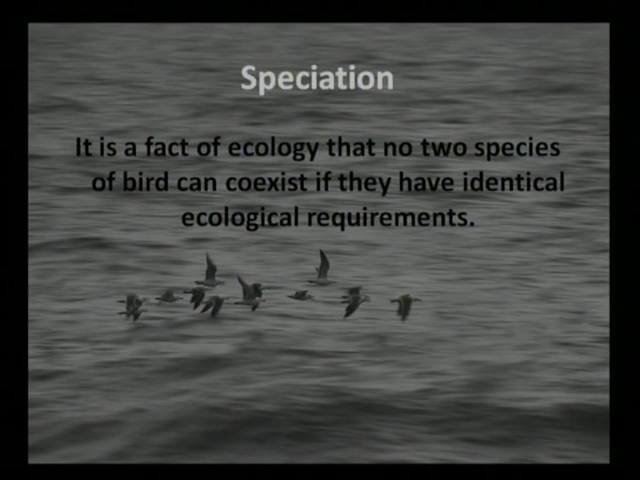 Speciation
It is a fact of ecology that no two species
of bird can coexist if they have identical
ecological requirements.